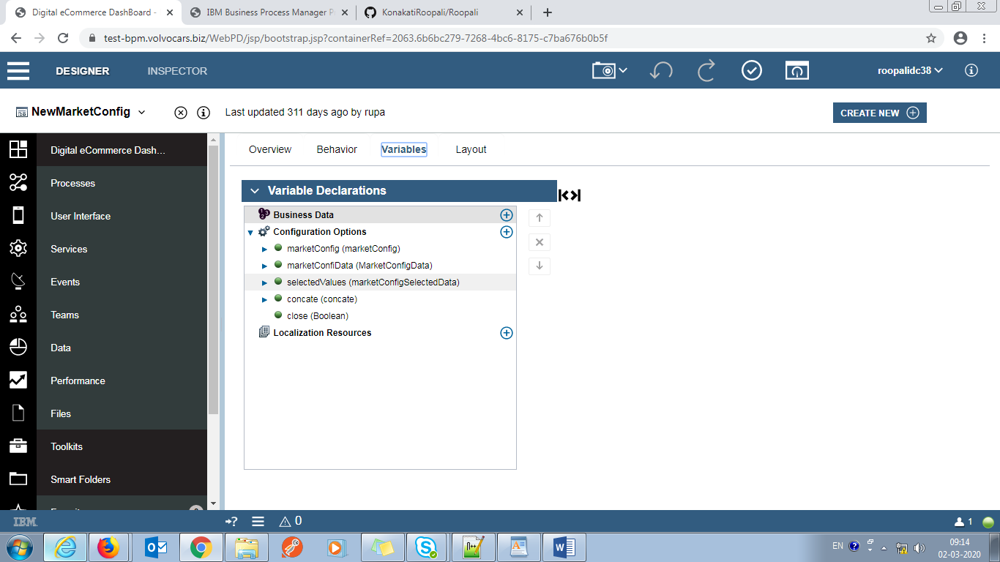 Digital eCommerce DashBoard -
IBM Business Process Manager P
KonakatiRoopali/Roopali
test-bpm.volvocars.biz/WebPD/jsp/bootstrap.jsp?containerRef=2063.6b6bc279-7268-4bc6-8175-c7ba676b0b5f
DESIGNER
INSPECTOR
roopalidc38
NewMarketConfig
Last updated 311 days ago by rupa
CREATE NEW
Digital eCommerce Dash...
Processes
User Interface
Services
Events
Teams
Data
Performance
Files
Toolkits
Smart Folders
Overview
Behavior
Variables
Layout
Variable Declarations
Business Data
Configuration Options
marketConfig (marketConfig)
marketConfiData (MarketConfigData)
selectedValues (marketConfigSelectedData)
concate (concate)
close (Boolean)
Localization Resources
IBM
0
1
EN
09:14
02-03-2020